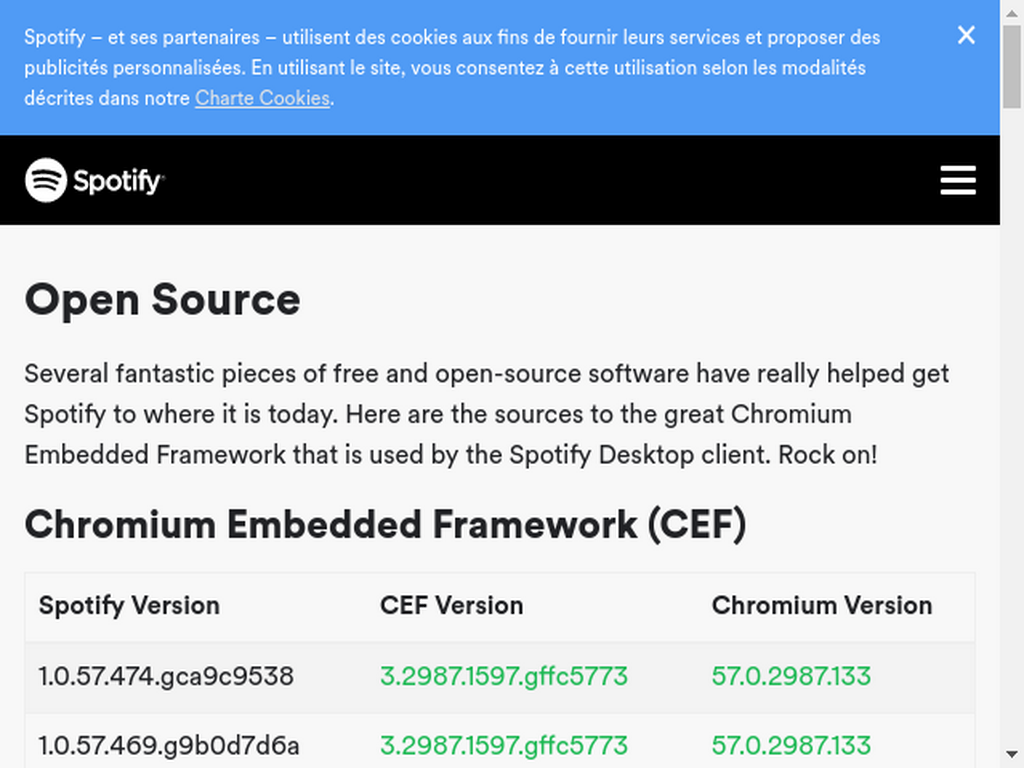 Spotify – et ses partenaires – utilisent des cookies aux fins de fournir leurs services et proposer des
publicités personnalisées. En utilisant le site, vous consentez à cette utilisation selon les modalités
décrites dans notre Charte Cookies.
Spotify
Open Source
Several fantastic pieces of free and open-source software have really helped get
Spotify to where it is today. Here are the sources to the great Chromium
Embedded Framework that is used by the Spotify Desktop client. Rock on!
Chromium Embedded Framework (CEF)
Spotify Version CEF Version Chromium Version
1.0.57.474.gca9c9538 3.2987.1597.gffc5773 57.0.2987.133
1.0.57.469.g9b0d7d6a 3.2987.1597.gffc5773 57.0.2987.133